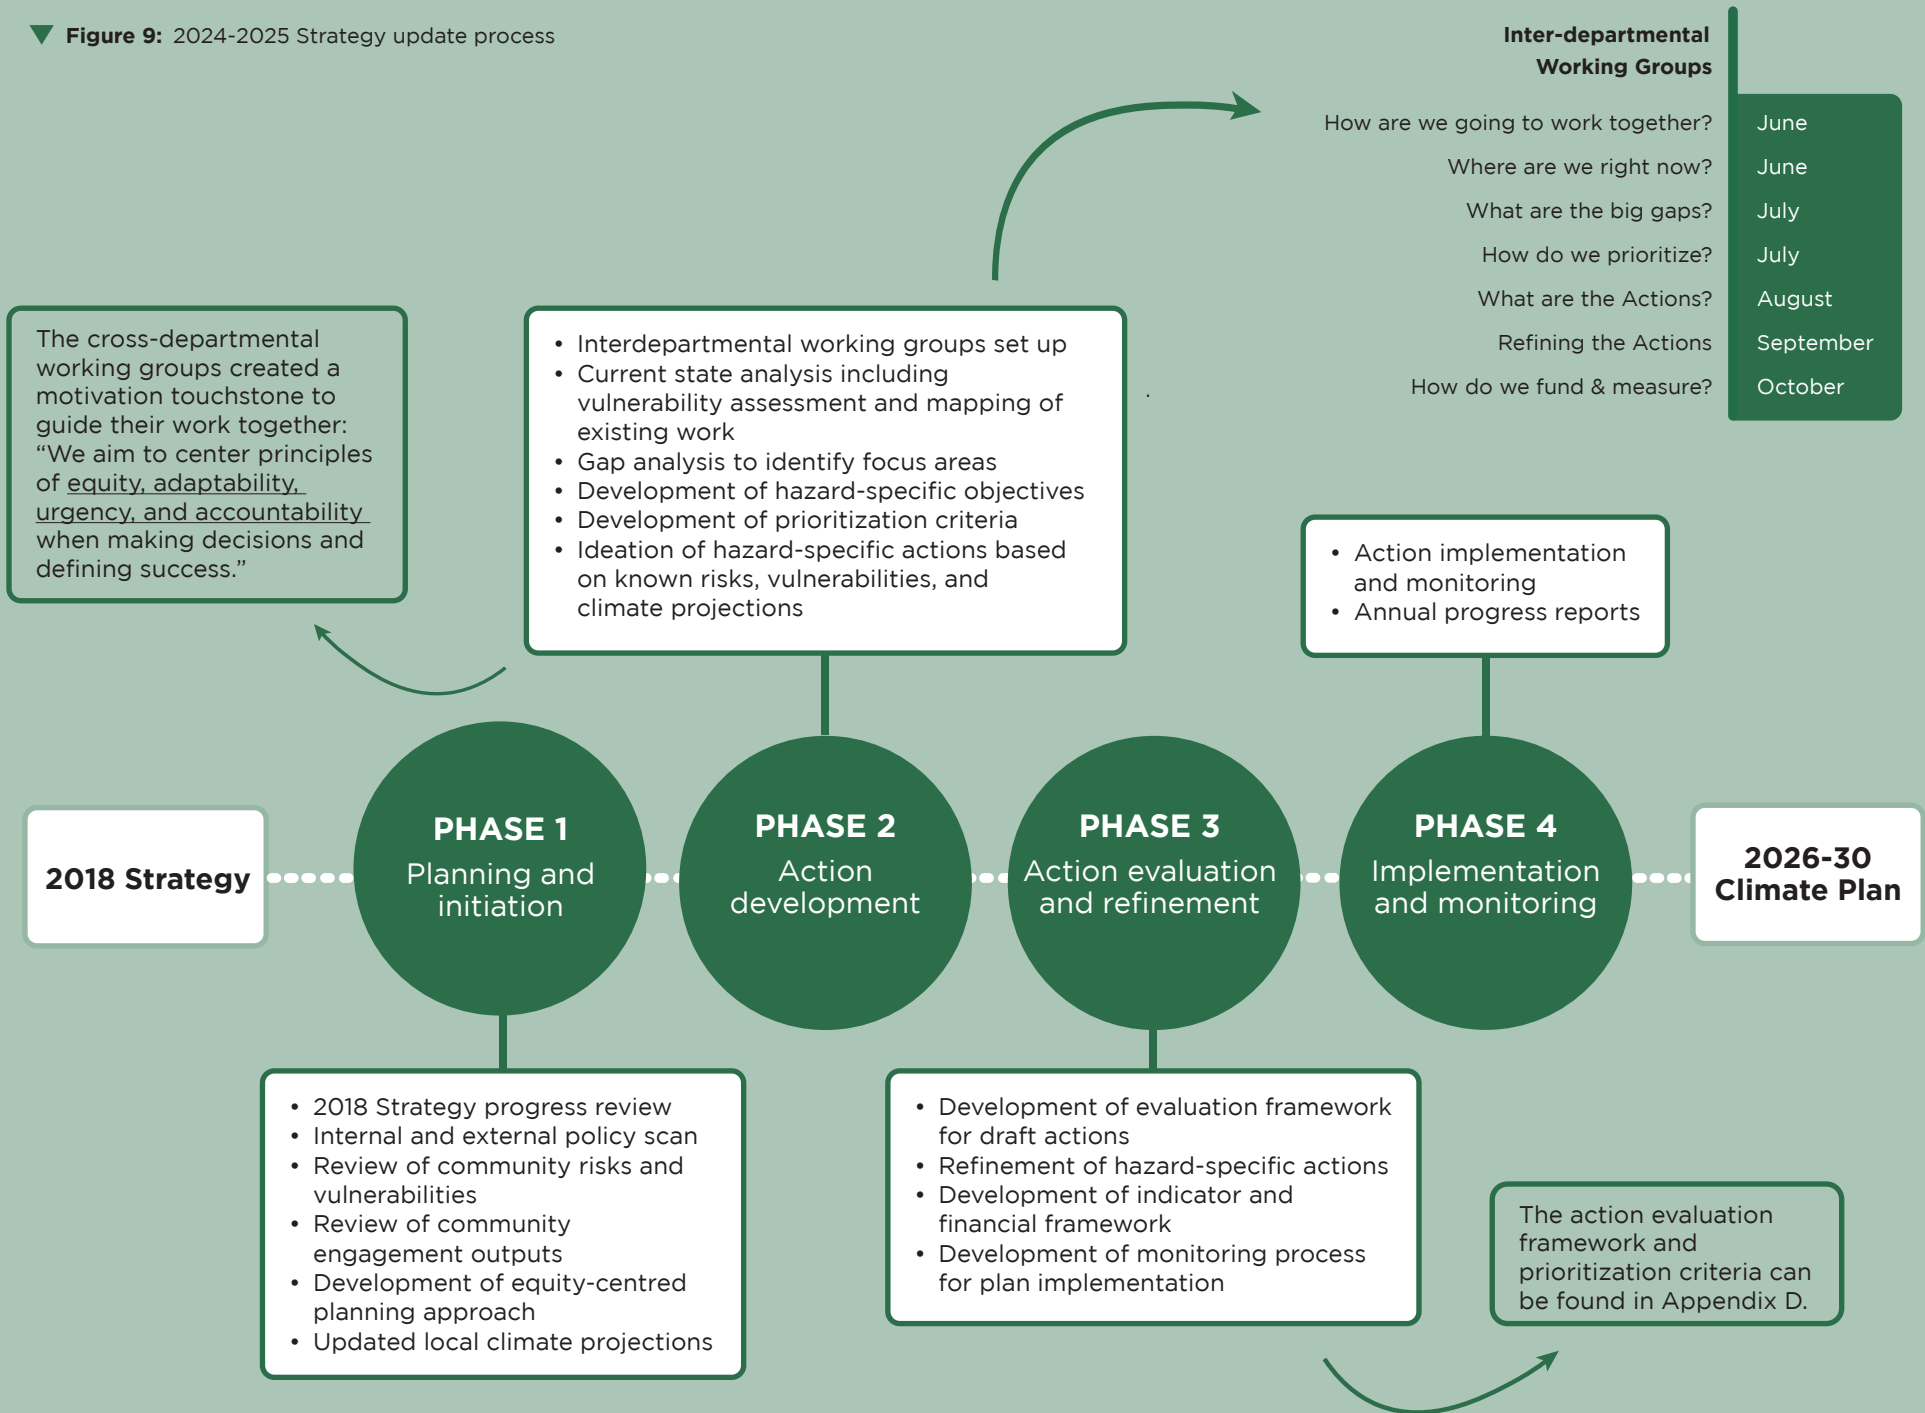 Figure 9: 2024-2025 Strategy update process
Inter-departmental
Working Groups
How are we going to work together? June
Where are we right now? June
What are the big gaps? July
How do we prioritize? July
What are the Actions? August
Refining the Actions September
How do we fund & measure? October
The cross-departmental
working groups created a
motivation touchstone to
guide their work together:
“We aim to center principles
of equity, adaptability,
urgency, and accountability
when making decisions and
defining success.”
• Interdepartmental working groups set up
• Current state analysis including
vulnerability assessment and mapping of
existing work
• Gap analysis to identify focus areas
• Development of hazard-specific objectives
• Development of prioritization criteria
• Ideation of hazard-specific actions based
on known risks, vulnerabilities, and
climate projections
.
• Action implementation
and monitoring
• Annual progress reports
2018 Strategy
PHASE 1
Planning and
initiation
PHASE 2
Action
development
PHASE 3
Action evaluation
and refinement
PHASE 4
Implementation
and monitoring
2026-30
Climate Plan
• 2018 Strategy progress review
• Internal and external policy scan
• Review of community risks and
vulnerabilities
• Review of community
engagement outputs
• Development of equity-centred
planning approach
• Updated local climate projections
• Development of evaluation framework
for draft actions
• Refinement of hazard-specific actions
• Development of indicator and
financial framework
• Development of monitoring process
for plan implementation
The action evaluation
framework and
prioritization criteria can
be found in Appendix D.